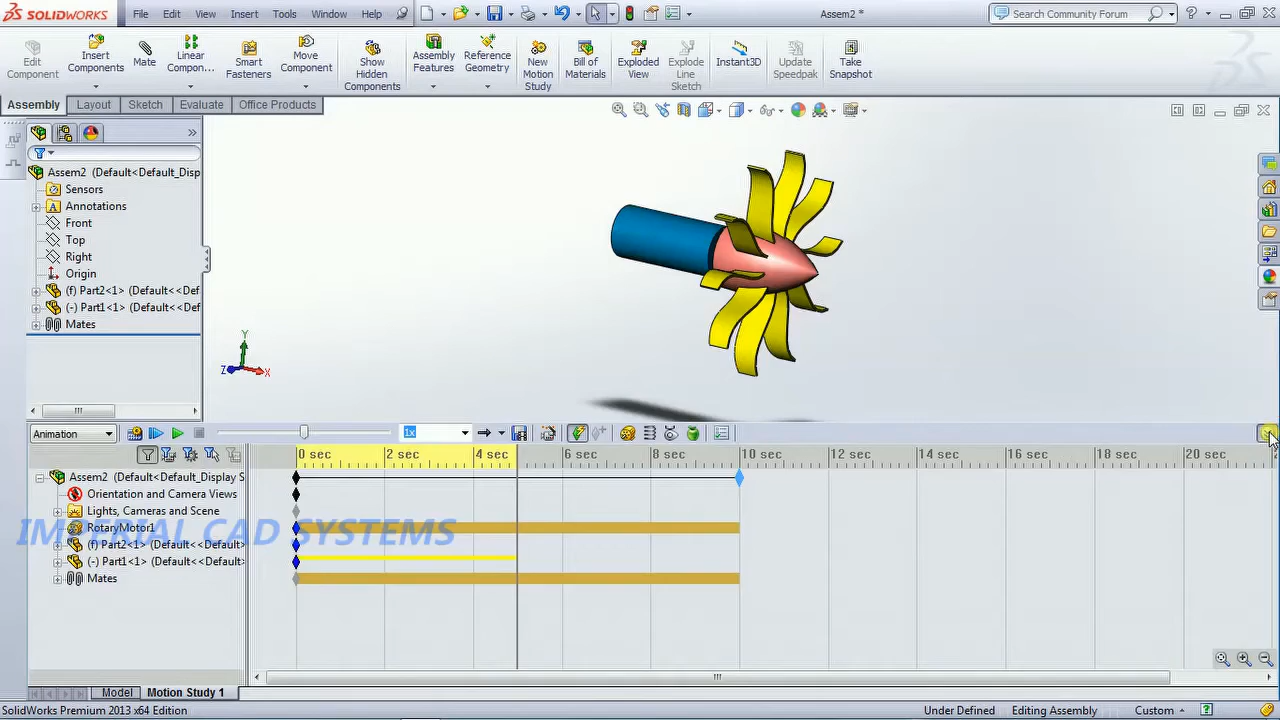 SOLIDWORKS File Edit View Insert Tools Window Help Assem2 * Search Community Forum
Edit Component
Insert Components
Mate
Linear Compon...
Smart Fasteners
Move Component
Show Hidden Components
Assembly Features
Reference Geometry
New Motion Study
Bill of Materials
Exploded View
Explode Line Sketch
Instant3D
Update Speedpak
Take Snapshot
Assembly Layout Sketch Evaluate Office Products
Assem2 (Default<Default_Disp
Sensors
Annotations
Front
Top
Right
Origin
(f) Part2<1> (Default<<Def
(-) Part1<1> (Default<<Def
Mates
Y
Z X
Animation 1x
0 sec 2 sec 4 sec 6 sec 8 sec 10 sec 12 sec 14 sec 16 sec 18 sec 20 sec
Assem2 (Default<Default_Display S
Orientation and Camera Views
Lights, Cameras and Scene
RotaryMotor1
IMPERIAL CAD SYSTEMS
(f) Part2<1> (Default<<Default>
(-) Part1<1> (Default<<Default>
Mates
Model Motion Study 1
SolidWorks Premium 2013 x64 Edition Under Defined Editing Assembly Custom